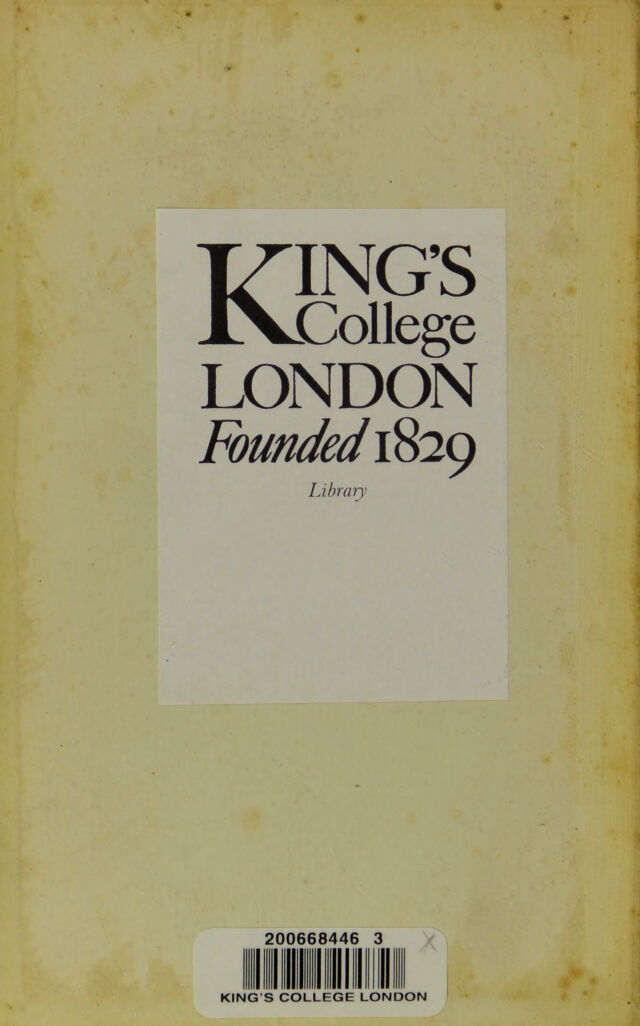 KING'S
College
LONDON
Founded 1829
Library
200668446 3 X
KING'S COLLEGE LONDON